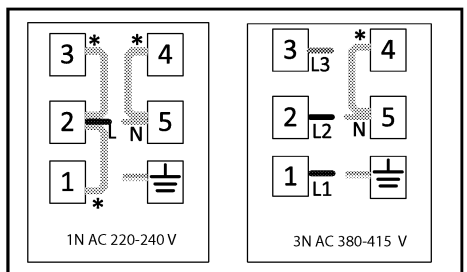 3 * * 4
2 L N 5
1 *
1N AC 220-240 V
3 L3 * 4
2 L2 N 5
1 L1
3N AC 380-415 V